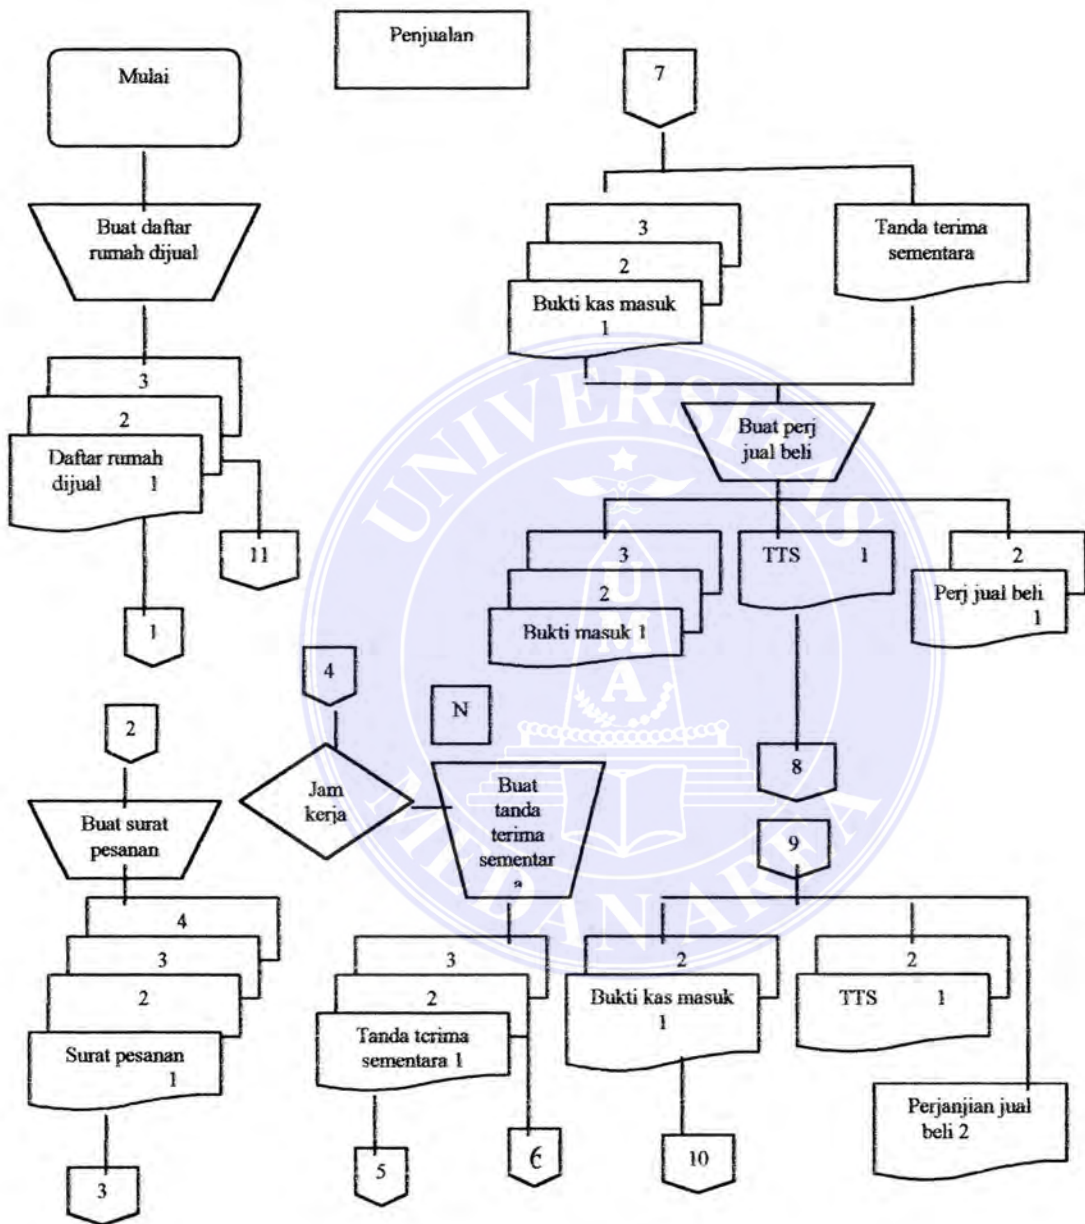 Penjualan
Mulai
7
Buat daftar
rumah dijual
3
2
Bukti kas masuk
1
Tanda terima
sementara
3
2
Daftar rumah
dijual 1
11
1
Buat perj
jual beli
3
2
Bukti masuk 1
TTS 1
2
Perj jual beli
1
8
2
Buat surat
pesanan
4
3
2
Surat pesanan
1
3
4
Jam
kerja
N
Buat
tanda
terima
sementar
a
3
2
Tanda terima
sementara 1
5
9
2
Bukti kas masuk
1
10
2
TTS 1
Perjanjian jual
beli 2
UNIVERSITAS
MEDAN AREA
UMA